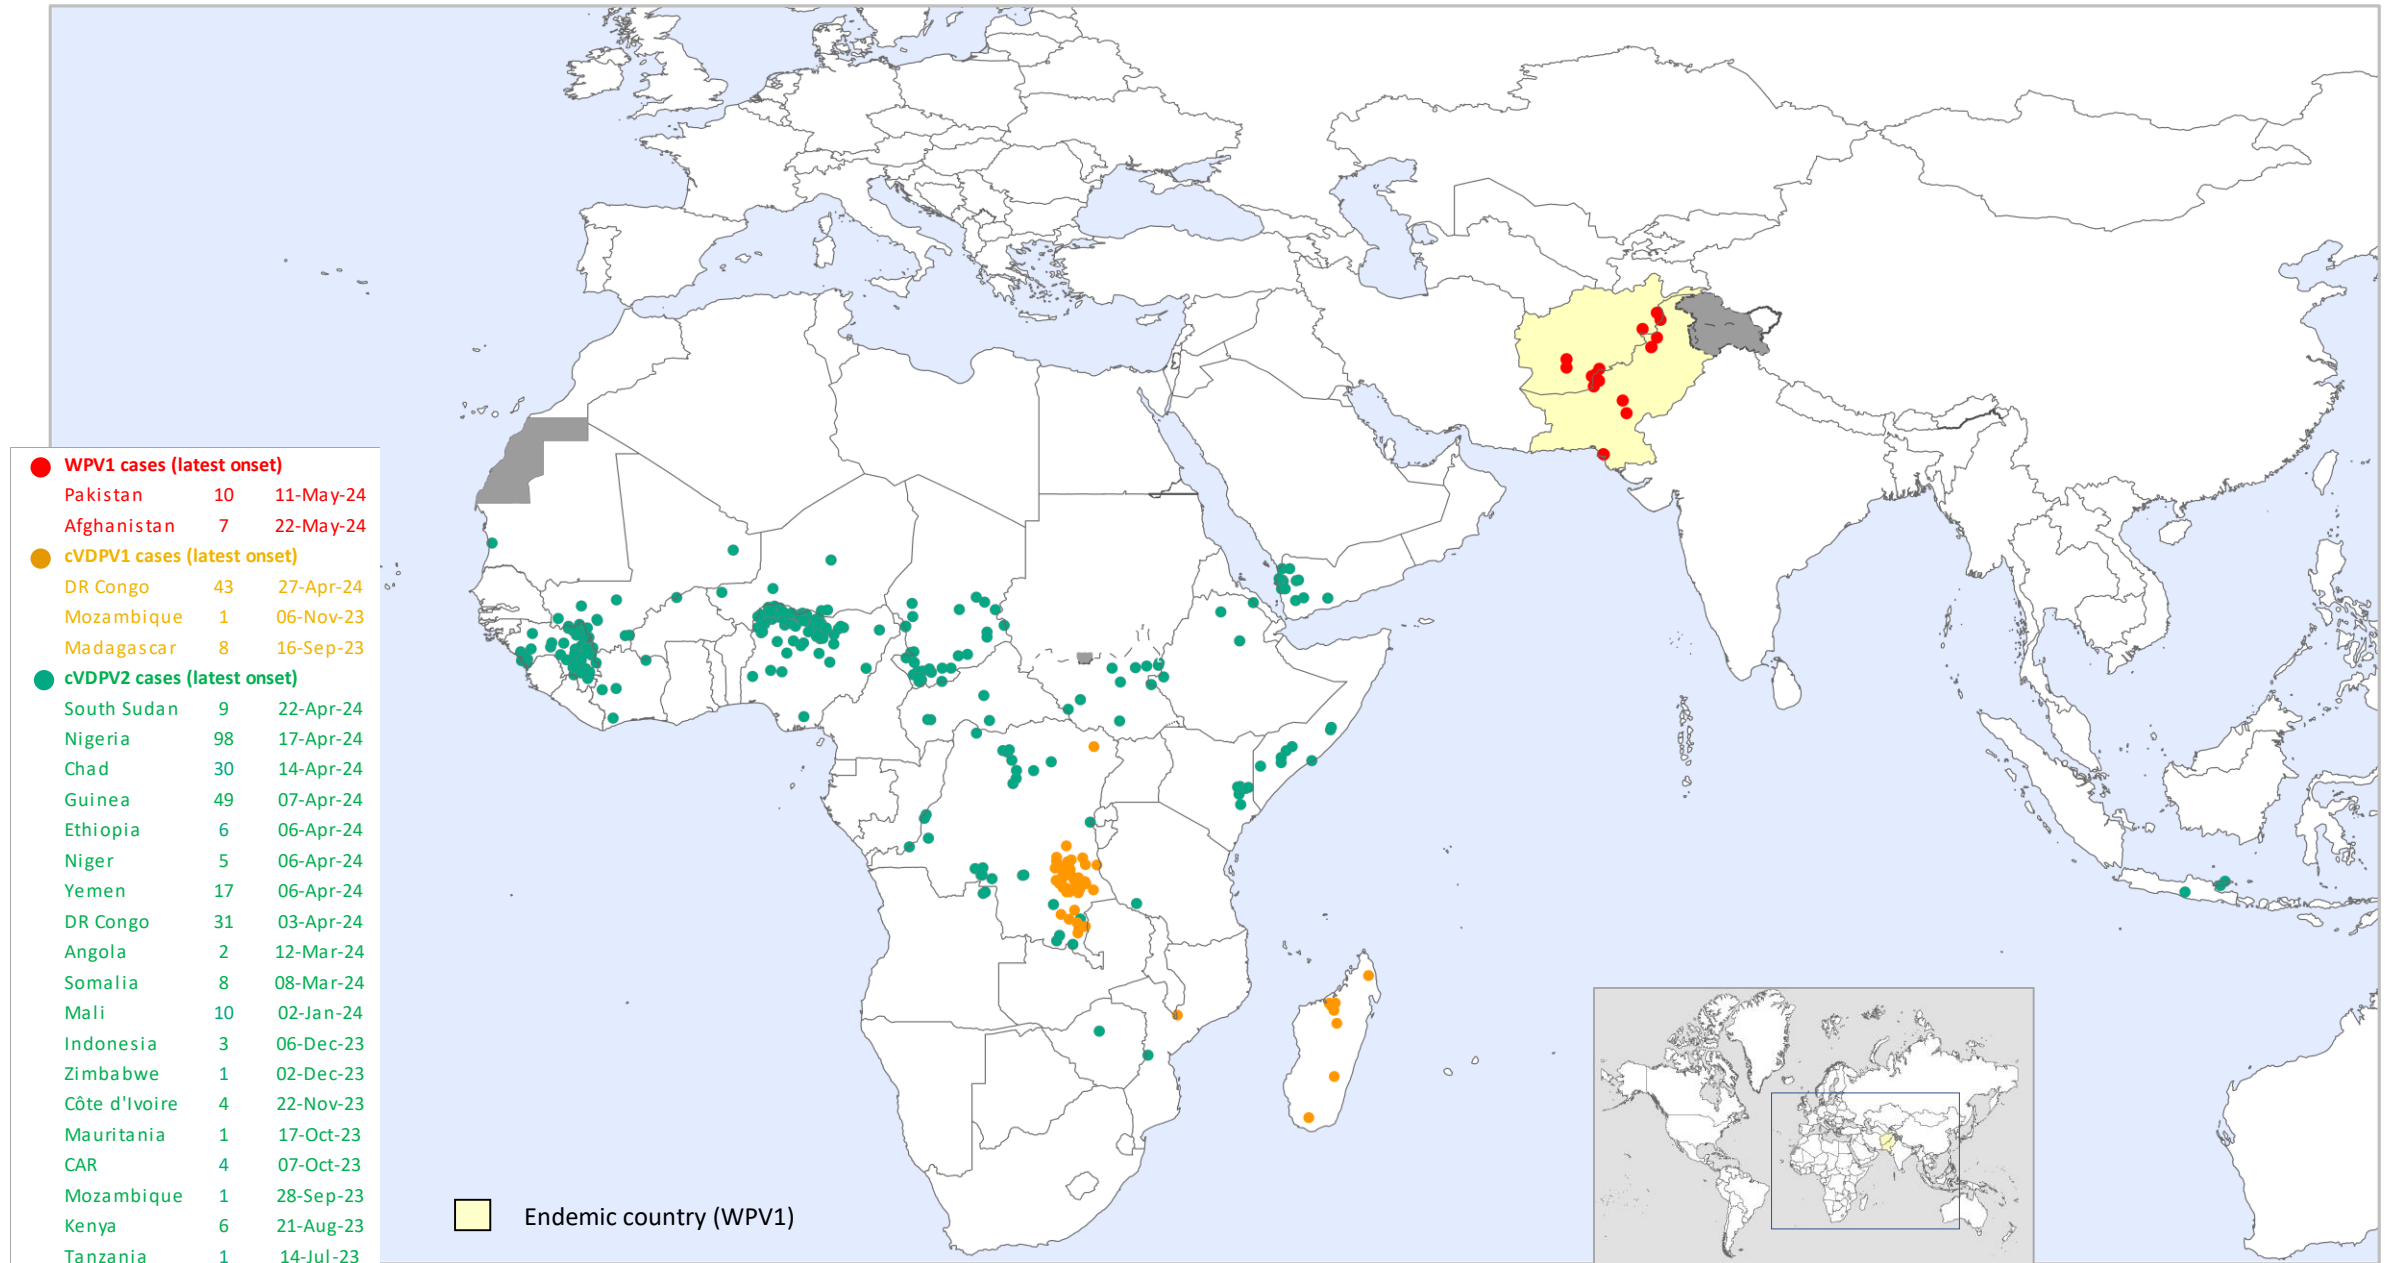 WPV1 cases (latest onset)
Pakistan 10 11-May-24
Afghanistan 7 22-May-24
cVDPV1 cases (latest onset)
DR Congo 43 27-Apr-24
Mozambique 1 06-Nov-23
Madagascar 8 16-Sep-23
cVDPV2 cases (latest onset)
South Sudan 9 22-Apr-24
Nigeria 98 17-Apr-24
Chad 30 14-Apr-24
Guinea 49 07-Apr-24
Ethiopia 6 06-Apr-24
Niger 5 06-Apr-24
Yemen 17 06-Apr-24
DR Congo 31 03-Apr-24
Angola 2 12-Mar-24
Somalia 8 08-Mar-24
Mali 10 02-Jan-24
Indonesia 3 06-Dec-23
Zimbabwe 1 02-Dec-23
Côte d'Ivoire 4 22-Nov-23
Mauritania 1 17-Oct-23
CAR 4 07-Oct-23
Mozambique 1 28-Sep-23
Kenya 6 21-Aug-23
Tanzania 1 14-Jul-23
Endemic country (WPV1)